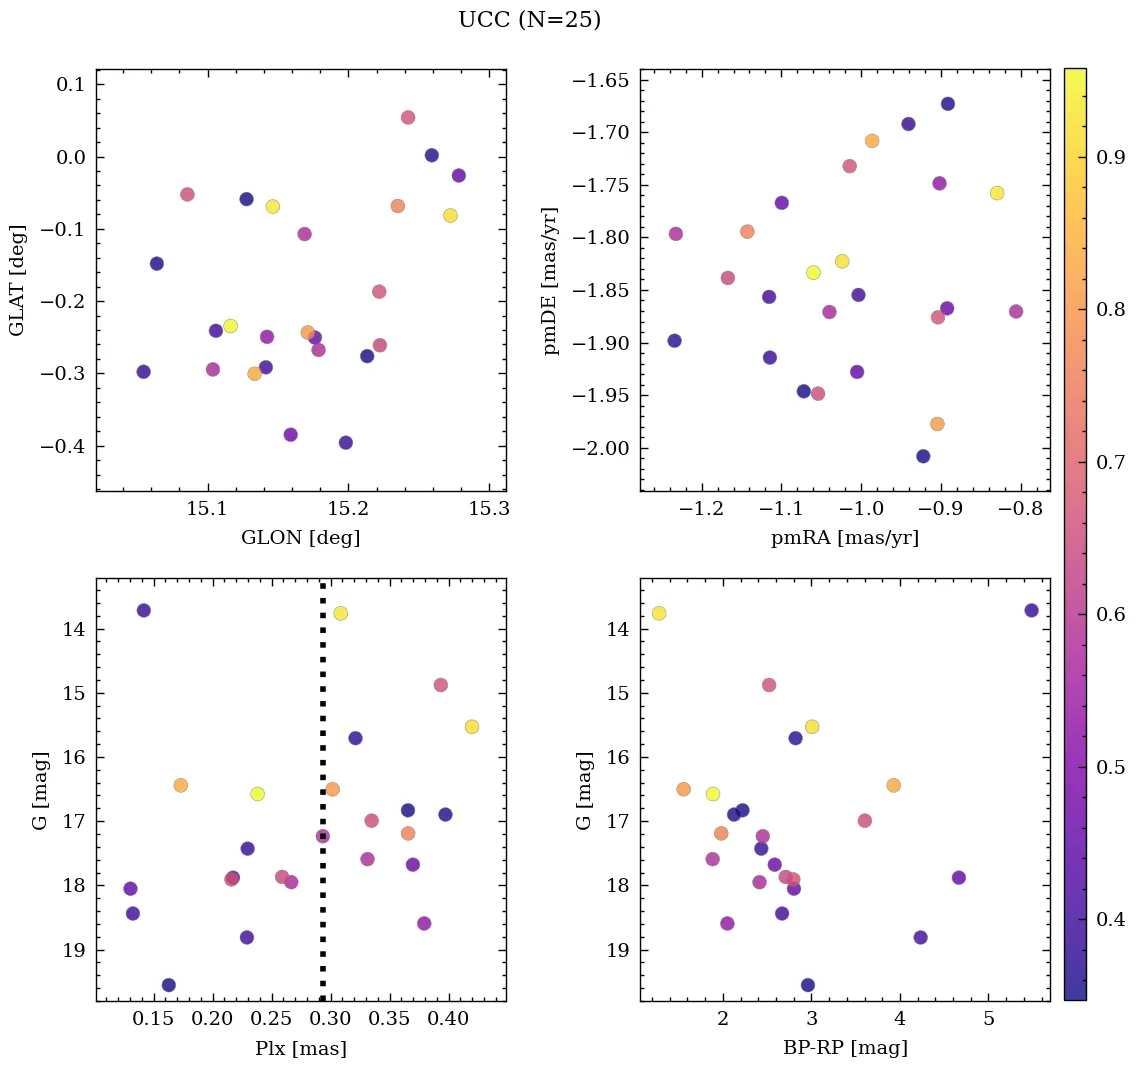 UCC (N=25)
0.1
0.0
−0.1
−0.2
−0.3
−0.4
GLAT [deg]
15.1 15.2 15.3
GLON [deg]
−1.65
−1.70
−1.75
−1.80
−1.85
−1.90
−1.95
−2.00
pmDE [mas/yr]
−1.2 −1.1 −1.0 −0.9 −0.8
pmRA [mas/yr]
0.9
0.8
0.7
0.6
0.5
0.4
14
15
16
17
18
19
G [mag]
0.15 0.20 0.25 0.30 0.35 0.40
Plx [mas]
14
15
16
17
18
19
G [mag]
2 3 4 5
BP-RP [mag]